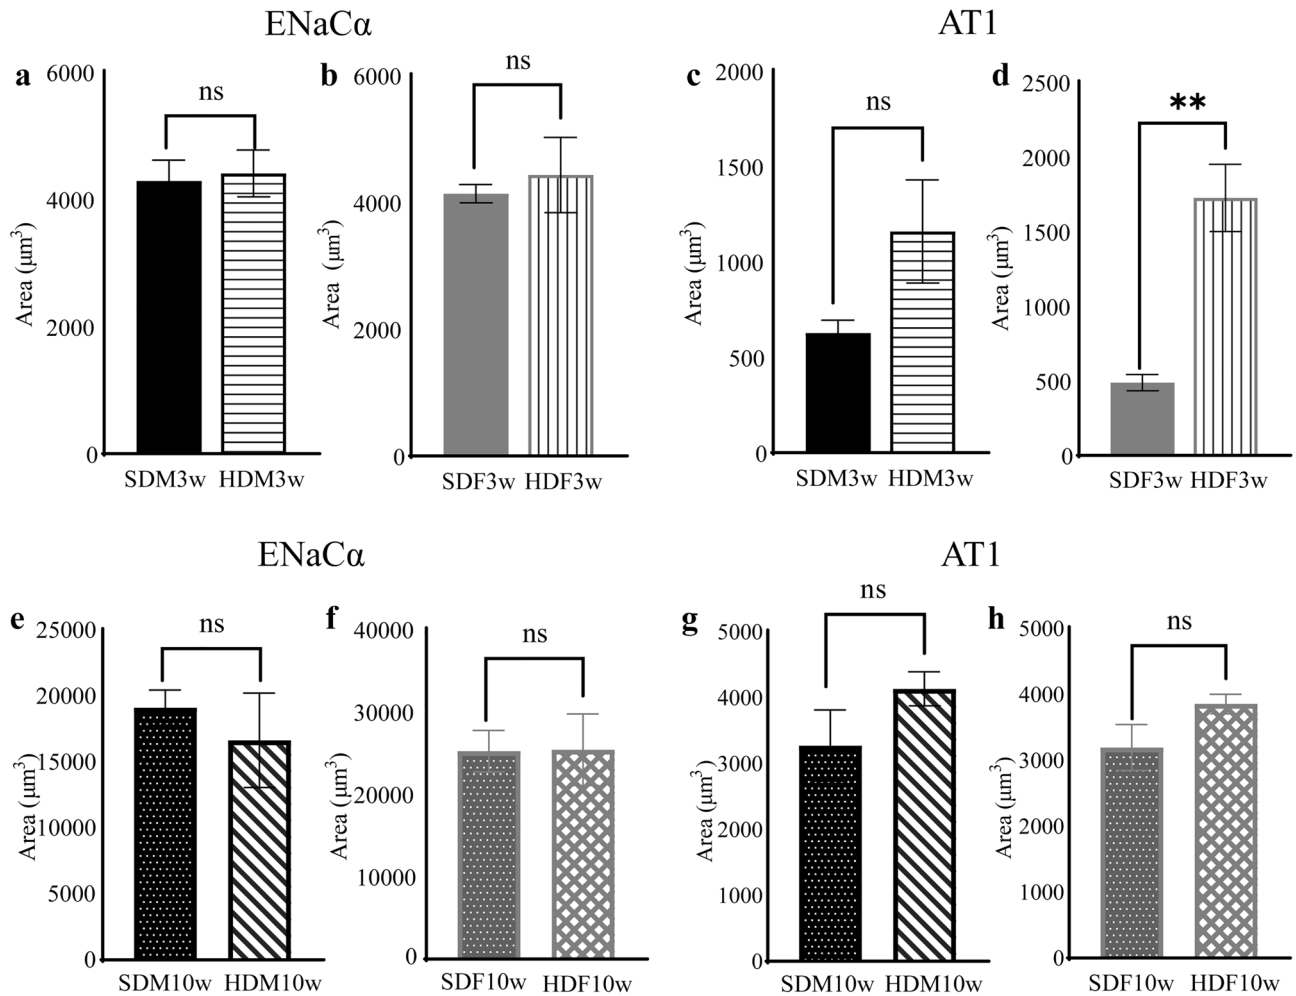 ENaCα
AT1
a
6000
4000
2000
0
Area (μm³)
ns
SDM3w HDM3w
b
6000
4000
2000
0
Area (μm³)
ns
SDF3w HDF3w
c
2000
1500
1000
500
0
Area (μm³)
ns
SDM3w HDM3w
d
2500
2000
1500
1000
500
0
Area (μm³)
**
SDF3w HDF3w
ENaCα
AT1
e
25000
20000
15000
10000
5000
0
Area (μm³)
ns
SDM10w HDM10w
f
40000
30000
20000
10000
0
Area (μm³)
ns
SDF10w HDF10w
g
5000
4000
3000
2000
1000
0
Area (μm³)
ns
SDM10w HDM10w
h
5000
4000
3000
2000
1000
0
Area (μm³)
ns
SDF10w HDF10w